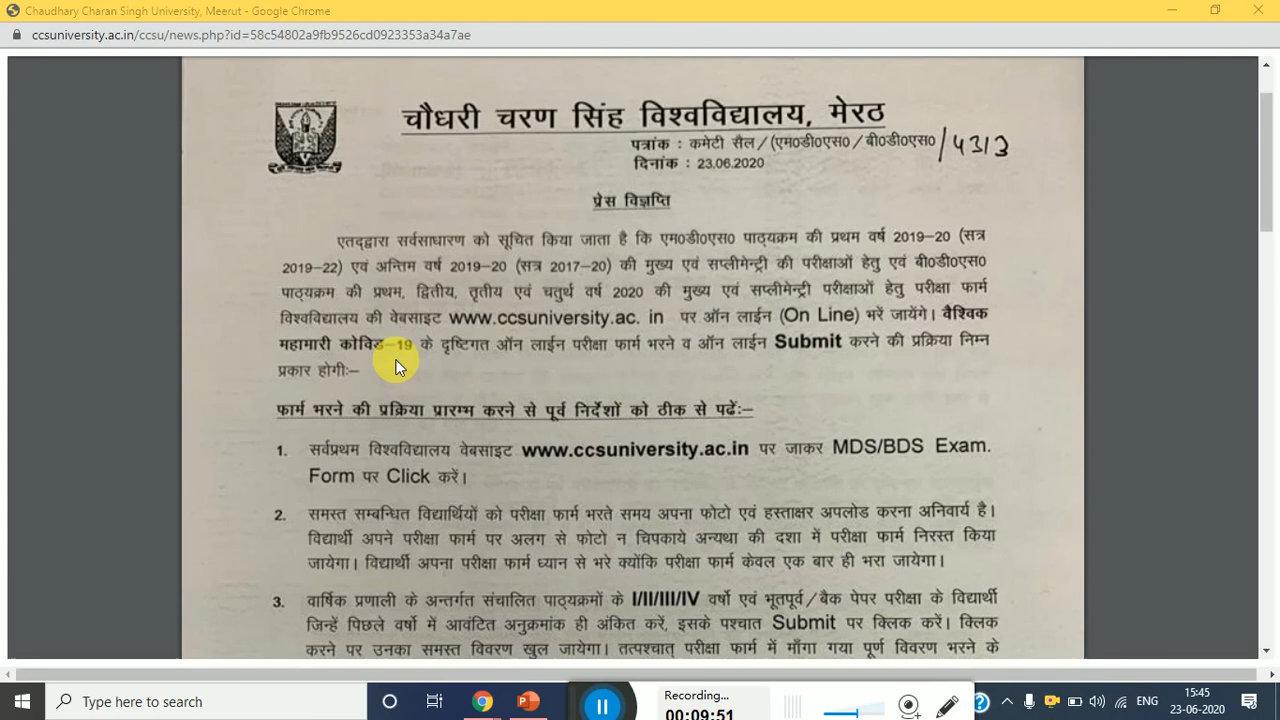 Chaudhary Charan Singh University, Meerut - Google Chrome
ccsuniversity.ac.in/ccsu/news.php?id=58c54802a9fb9526cd0923353a34a7ae
चौधरी चरण सिंह विश्वविद्यालय, मेरठ
पत्रांक : कमेटी सैल/(एम0डी0एस0/बी0डी0एस0/4313
दिनांक : 23.06.2020
प्रेस विज्ञप्ति
एतद्द्वारा सर्वसाधारण को सूचित किया जाता है कि एम0डी0एस0 पाठ्यक्रम की प्रथम वर्ष 2019–20 (सत्र
2019–22) एवं अन्तिम वर्ष 2019–20 (सत्र 2017–20) की मुख्य एवं सप्लीमेन्ट्री की परीक्षाओं हेतु एवं बी0डी0एस0
पाठ्यक्रम की प्रथम, द्वितीय, तृतीय एवं चतुर्थ वर्ष 2020 की मुख्य एवं सप्लीमेन्ट्री परीक्षाओं हेतु परीक्षा फार्म
विश्वविद्यालय की वेबसाइट www.ccsuniversity.ac. in पर ऑन लाईन (On Line) भरें जायेंगे। वैश्विक
महामारी कोविड–19 के दृष्टिगत ऑन लाईन परीक्षा फार्म भरने व ऑन लाईन Submit करने की प्रक्रिया निम्न
प्रकार होगीः–
फार्म भरने की प्रक्रिया प्रारम्भ करने से पूर्व निर्देशों को ठीक से पढेंः–
1. सर्वप्रथम विश्वविद्यालय वेबसाइट www.ccsuniversity.ac.in पर जाकर MDS/BDS Exam.
Form पर Click करें।
2. समस्त सम्बन्धित विद्यार्थियों को परीक्षा फार्म भरते समय अपना फोटो एवं हस्ताक्षर अपलोड करना अनिवार्य है।
विद्यार्थी अपने परीक्षा फार्म पर अलग से फोटो न चिपकाये अन्यथा की दशा में परीक्षा फार्म निरस्त किया
जायेगा। विद्यार्थी अपना परीक्षा फार्म ध्यान से भरे क्योंकि परीक्षा फार्म केवल एक बार ही भरा जायेगा।
3. वार्षिक प्रणाली के अन्तर्गत संचालित पाठ्यक्रमों के I/II/III/IV वर्षो एवं भूतपूर्व/बैक पेपर परीक्षा के विद्यार्थी
जिन्हें पिछले वर्षो में आवंटित अनुक्रमांक ही अंकित करें, इसके पश्चात Submit पर क्लिक करें। क्लिक
करने पर उनका समस्त विवरण खुल जायेगा। तत्पश्चात् परीक्षा फार्म में माँगा गया पूर्ण विवरण भरने के
Type here to search
Recording...
00:09:51
ENG
15:45
23-06-2020